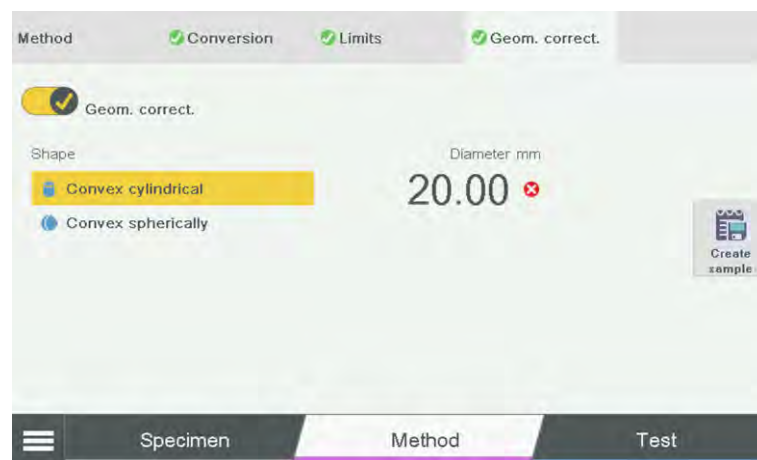 Method Conversion Limits Geom. correct.
Geom. correct.
Shape Diameter mm
Convex cylindrical 20.00
Convex spherically
Create
sample
Specimen Method Test